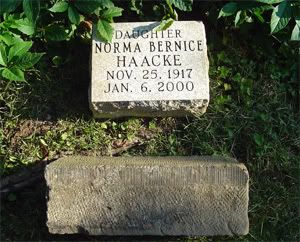 DAUGHTER
NORMA BERNICE
HAACKE
NOV. 25, 1917
JAN. 6, 2000